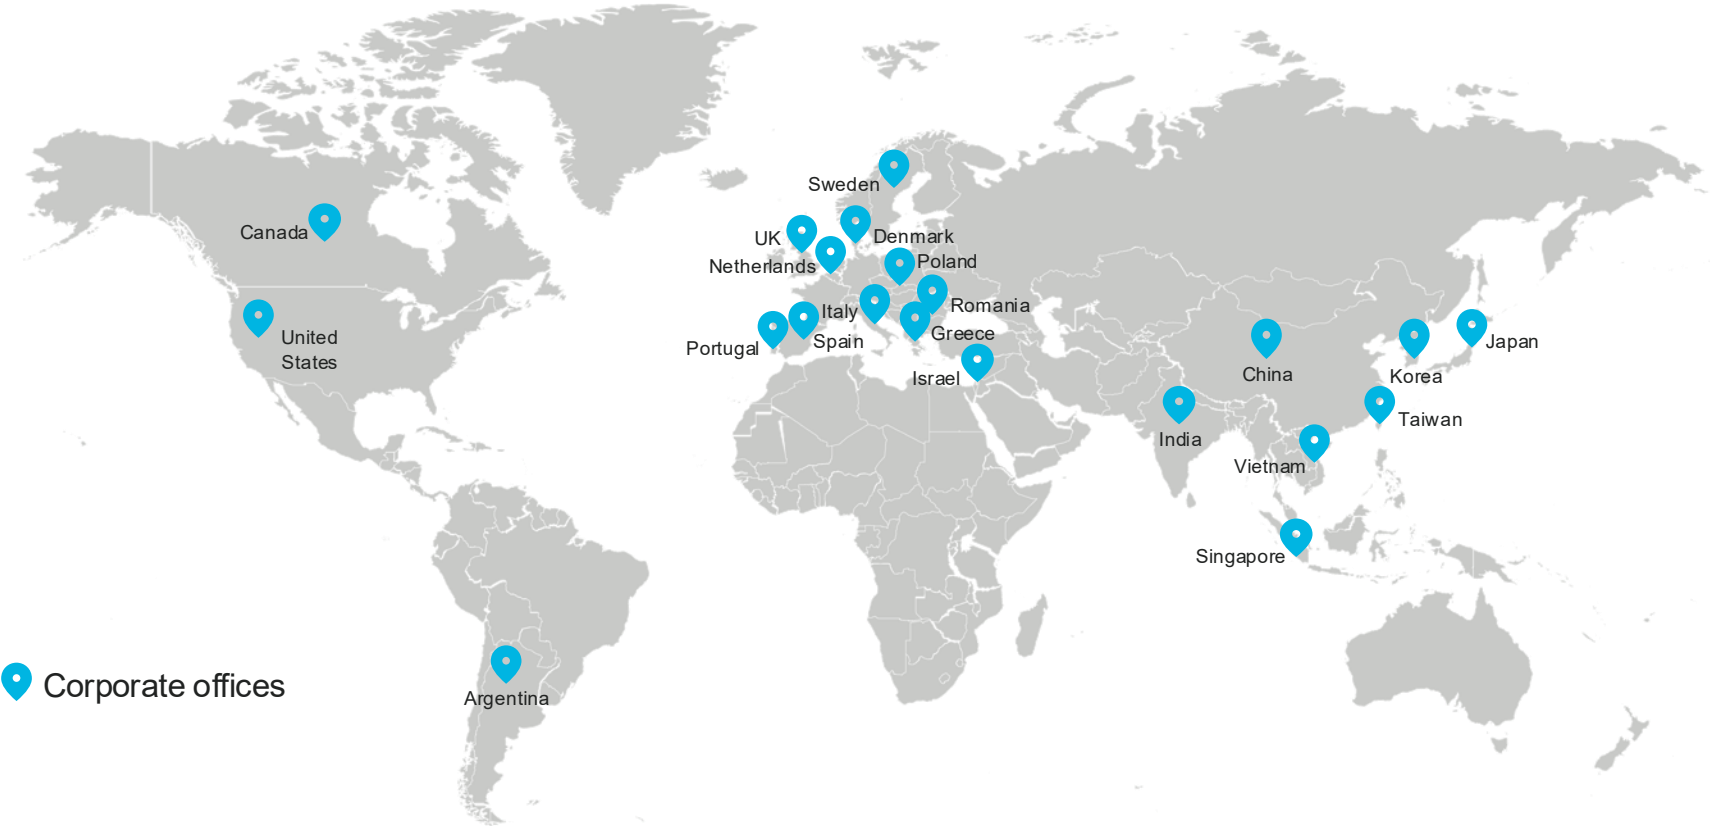 Sweden
Canada
UK
Denmark
Netherlands
Poland
Italy
Romania
United
States
Portugal
Spain
Greece
Israel
China
Korea
Japan
India
Taiwan
Vietnam
Singapore
Corporate offices
Argentina